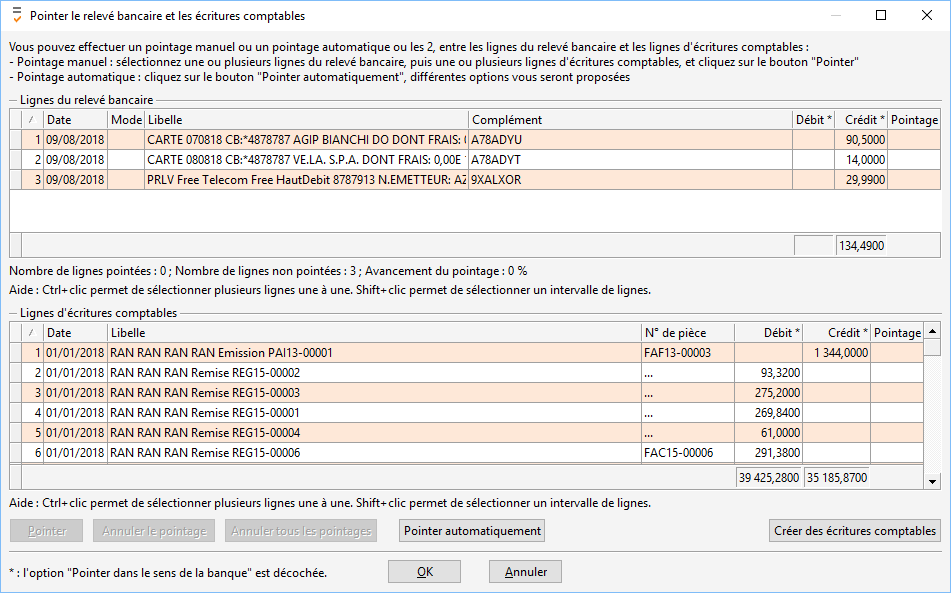 Pointer le relevé bancaire et les écritures comptables
Vous pouvez effectuer un pointage manuel ou un pointage automatique ou les 2, entre les lignes du relevé bancaire et les lignes d'écritures comptables :
- Pointage manuel : sélectionnez une ou plusieurs lignes du relevé bancaire, puis une ou plusieurs lignes d'écritures comptables, et cliquez sur le bouton "Pointer"
- Pointage automatique : cliquez sur le bouton "Pointer automatiquement", différentes options vous seront proposées
Lignes du relevé bancaire
Date Mode Libelle Complément Débit * Crédit * Pointage
1 09/08/2018 CARTE 070818 CB:*4878787 AGIP BIANCHI DO DONT FRAIS: A78ADYU 90,5000
2 09/08/2018 CARTE 080818 CB:*4878787 VE.LA. S.P.A. DONT FRAIS: 0,00E A78ADYT 14,0000
3 09/08/2018 PRLV Free Telecom Free HautDebit 8787913 N.EMETTEUR: AZ 9XALXOR 29,9900
134,4900
Nombre de lignes pointées : 0 ; Nombre de lignes non pointées : 3 ; Avancement du pointage : 0 %
Aide : Ctrl+clic permet de sélectionner plusieurs lignes une à une. Shift+clic permet de sélectionner un intervalle de lignes.
Lignes d'écritures comptables
Date Libelle N° de pièce Débit * Crédit * Pointage
1 01/01/2018 RAN RAN RAN RAN Emission PAI13-00001 FAF13-00003 1 344,0000
2 01/01/2018 RAN RAN RAN Remise REG15-00002 ... 93,3200
3 01/01/2018 RAN RAN RAN Remise REG15-00003 ... 275,2000
4 01/01/2018 RAN RAN RAN Remise REG15-00001 ... 269,8400
5 01/01/2018 RAN RAN RAN Remise REG15-00004 ... 61,0000
6 01/01/2018 RAN RAN RAN Remise REG15-00006 FAC15-00006 291,3800
39 425,2800 35 185,8700
Aide : Ctrl+clic permet de sélectionner plusieurs lignes une à une. Shift+clic permet de sélectionner un intervalle de lignes.
Pointer Annuler le pointage Annuler tous les pointages Pointer automatiquement Créer des écritures comptables
* : l'option "Pointer dans le sens de la banque" est décochée.
OK Annuler